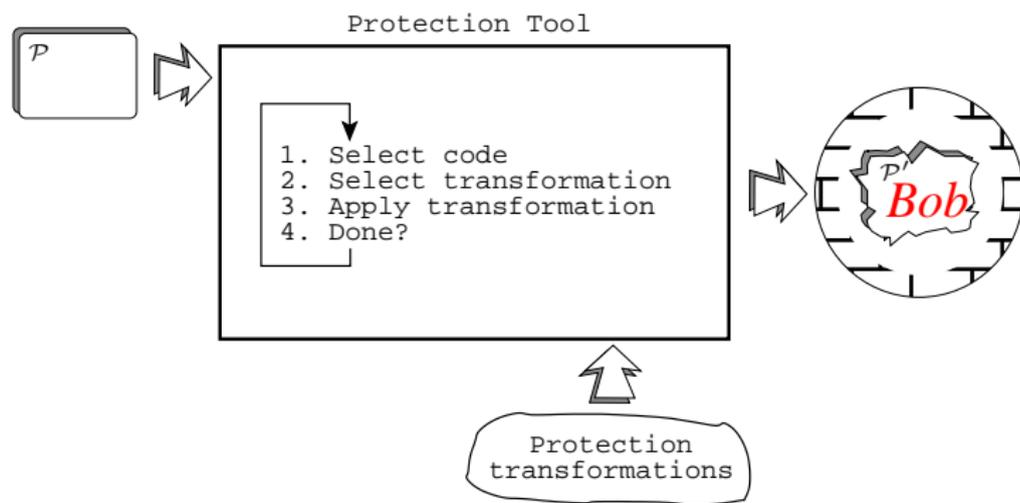 Protection Tool
𝒫
1. Select code
2. Select transformation
3. Apply transformation
4. Done?
𝒫′
Bob
Protection
transformations